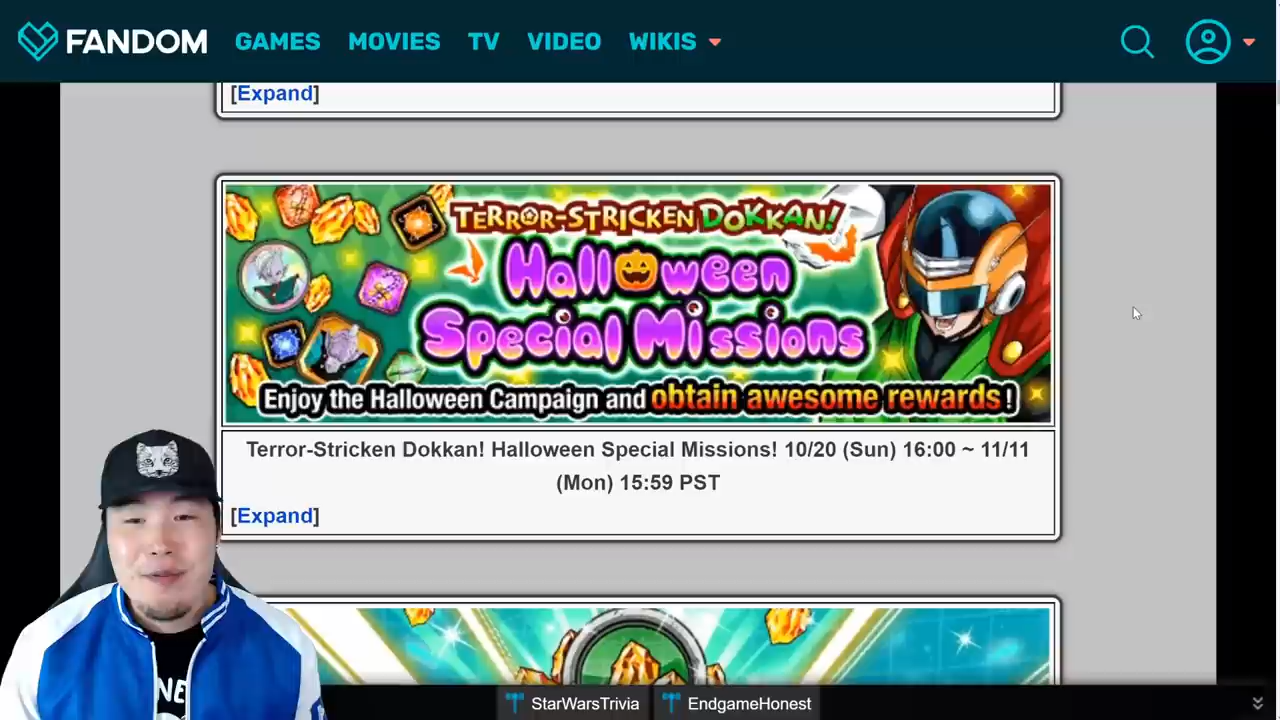 FANDOM GAMES MOVIES TV VIDEO WIKIS
[Expand]
TERROR-STRICKEN DOKKAN!
Halloween
Special Missions
Enjoy the Halloween Campaign and obtain awesome rewards!
Terror-Stricken Dokkan! Halloween Special Missions! 10/20 (Sun) 16:00 ~ 11/11
(Mon) 15:59 PST
[Expand]
StarWarsTrivia EndgameHonest